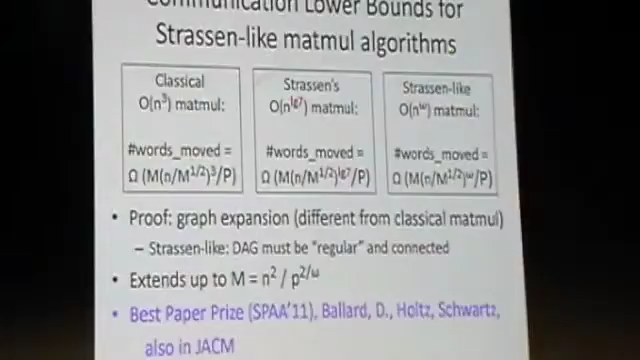 Communication Lower Bounds for
Strassen-like matmul algorithms
Classical
O(n³) matmul:
#words_moved =
Ω (M(n/M^1/2)³/P)
Strassen's
O(n^lg7) matmul:
#words_moved =
Ω (M(n/M^1/2)^lg7/P)
Strassen-like
O(n^ω) matmul:
#words_moved =
Ω (M(n/M^1/2)^ω/P)
• Proof: graph expansion (different from classical matmul)
– Strassen-like: DAG must be "regular" and connected
• Extends up to M = n² / p^2/ω
• Best Paper Prize (SPAA'11), Ballard, D., Holtz, Schwartz,
also in JACM